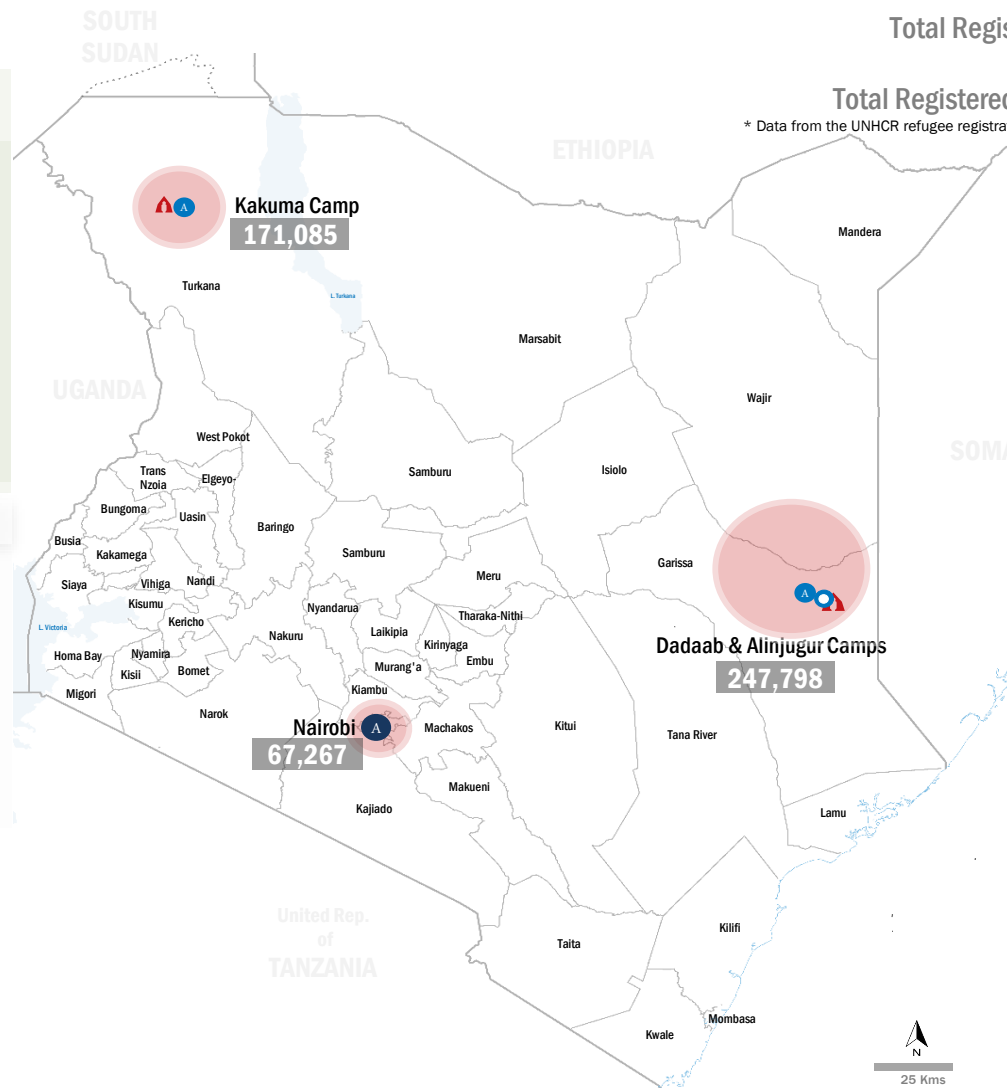 SOUTH
SUDAN
Total Regis
Total Registered
* Data from the UNHCR refugee registra
ETHIOPIA
A
Kakuma Camp
171,085
Mandera
Turkana
L. Turkana
Marsabit
UGANDA
Wajir
West Pokot
SOMA
Trans
Nzoia
Elgeyo-
Samburu
Isiolo
Bungoma
Uasin
Baringo
Busia
Kakamega
Samburu
Garissa
Siaya
Vihiga
Nandi
Meru
A
Kisumu
Nyandarua
Tharaka-Nithi
L. Victoria
Kericho
Laikipia
Nakuru
Kirinyaga
Dadaab & Alinjugur Camps
247,798
Homa Bay
Nyamira
Embu
Murang'a
Kisii
Bomet
Migori
Kiambu
Narok
Nairobi
A
67,267
Machakos
Kitui
Tana River
Makueni
Kajiado
Lamu
United Rep.
of
TANZANIA
Taita
Kilifi
Mombasa
Kwale
N
25 Kms